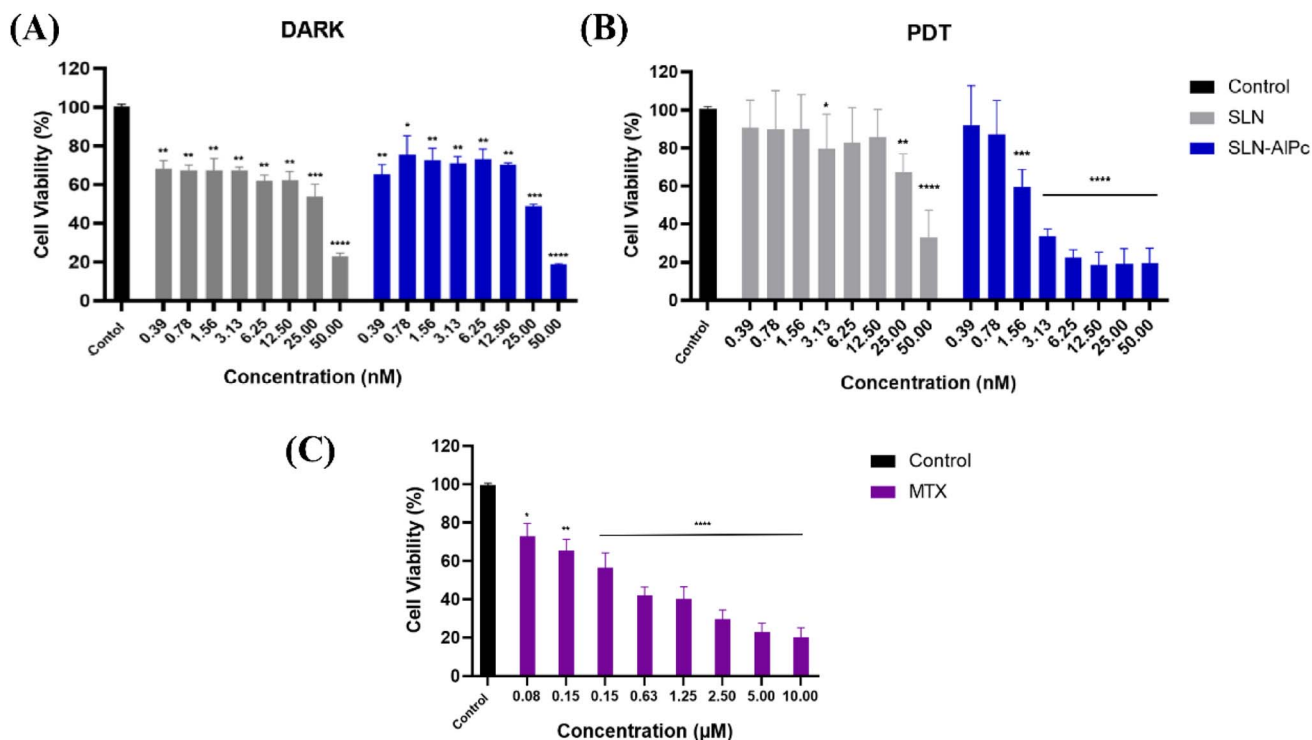 (A)
DARK
Cell Viability (%)
120
100
80
60
40
20
0
** ** ** ** ** ** *** ****
** * ** ** ** ** *** ****
Contol 0.39 0.78 1.56 3.13 6.25 12.50 25.00 50.00 0.39 0.78 1.56 3.13 6.25 12.50 25.00 50.00
Concentration (nM)
(B)
PDT
Cell Viability (%)
120
100
80
60
40
20
0
* ** ****
*** ****
Control 0.39 0.78 1.56 3.13 6.25 12.50 25.00 50.00 0.39 0.78 1.56 3.13 6.25 12.50 25.00 50.00
Concentration (nM)
Control
SLN
SLN-AlPc
(C)
Cell Viability (%)
120
100
80
60
40
20
0
* ** ****
Control 0.08 0.15 0.15 0.63 1.25 2.50 5.00 10.00
Concentration (µM)
Control
MTX